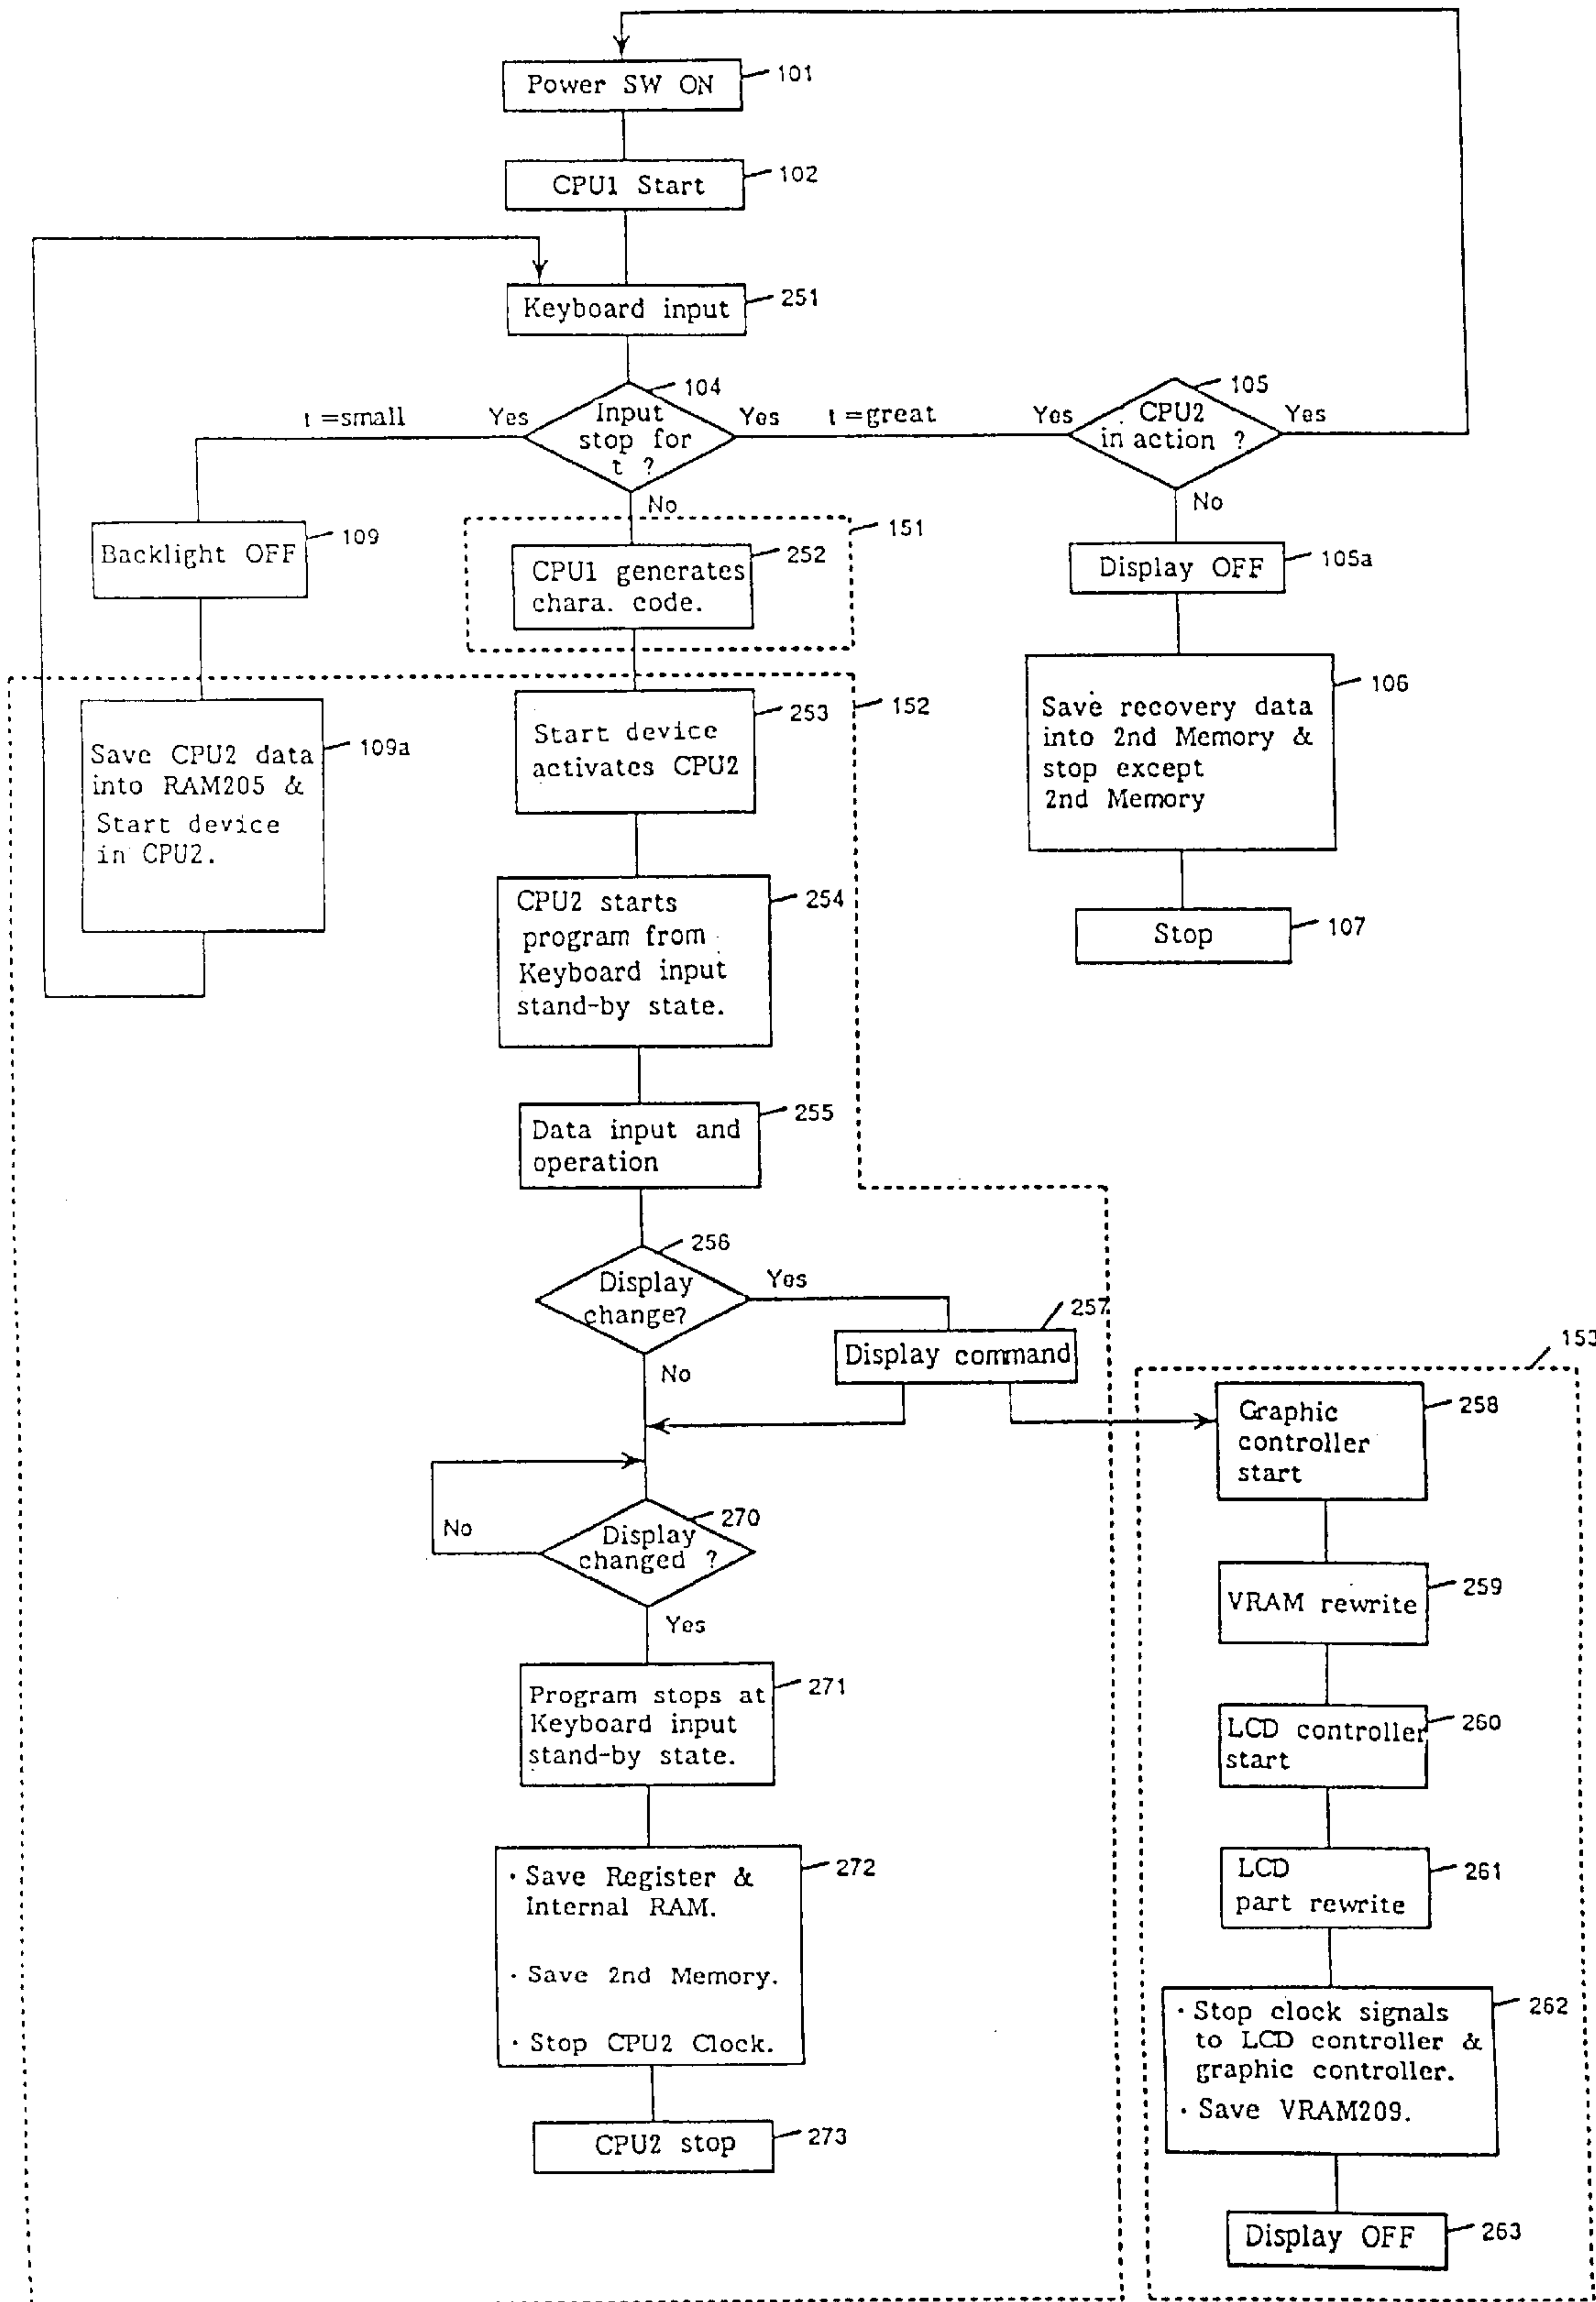 Power SW ON
101
CPU1 Start
102
Keyboard input
251
104
Input
stop for
t ?
t =small
Yes
Yes
t =great
Yes
105
CPU2
in action ?
Yes
No
No
151
Backlight OFF
109
CPU1 generates
chara. code.
252
Display OFF
105a
Save CPU2 data
into RAM205 &
Start device
in CPU2.
109a
Start device
activates CPU2
253
152
Save recovery data
into 2nd Memory &
stop except
2nd Memory
106
CPU2 starts
program from
Keyboard input
stand-by state.
254
Stop
107
Data input and
operation
255
256
Display
change?
Yes
No
257
Display command
153
Graphic
controller
start
258
No
270
Display
changed ?
Yes
VRAM rewrite
259
Program stops at
Keyboard input
stand-by state.
271
LCD controller
start
260
· Save Register &
Internal RAM.
· Save 2nd Memory.
· Stop CPU2 Clock.
272
LCD
part rewrite
261
· Stop clock signals
to LCD controller &
graphic controller.
· Save VRAM209.
262
CPU2 stop
273
Display OFF
263